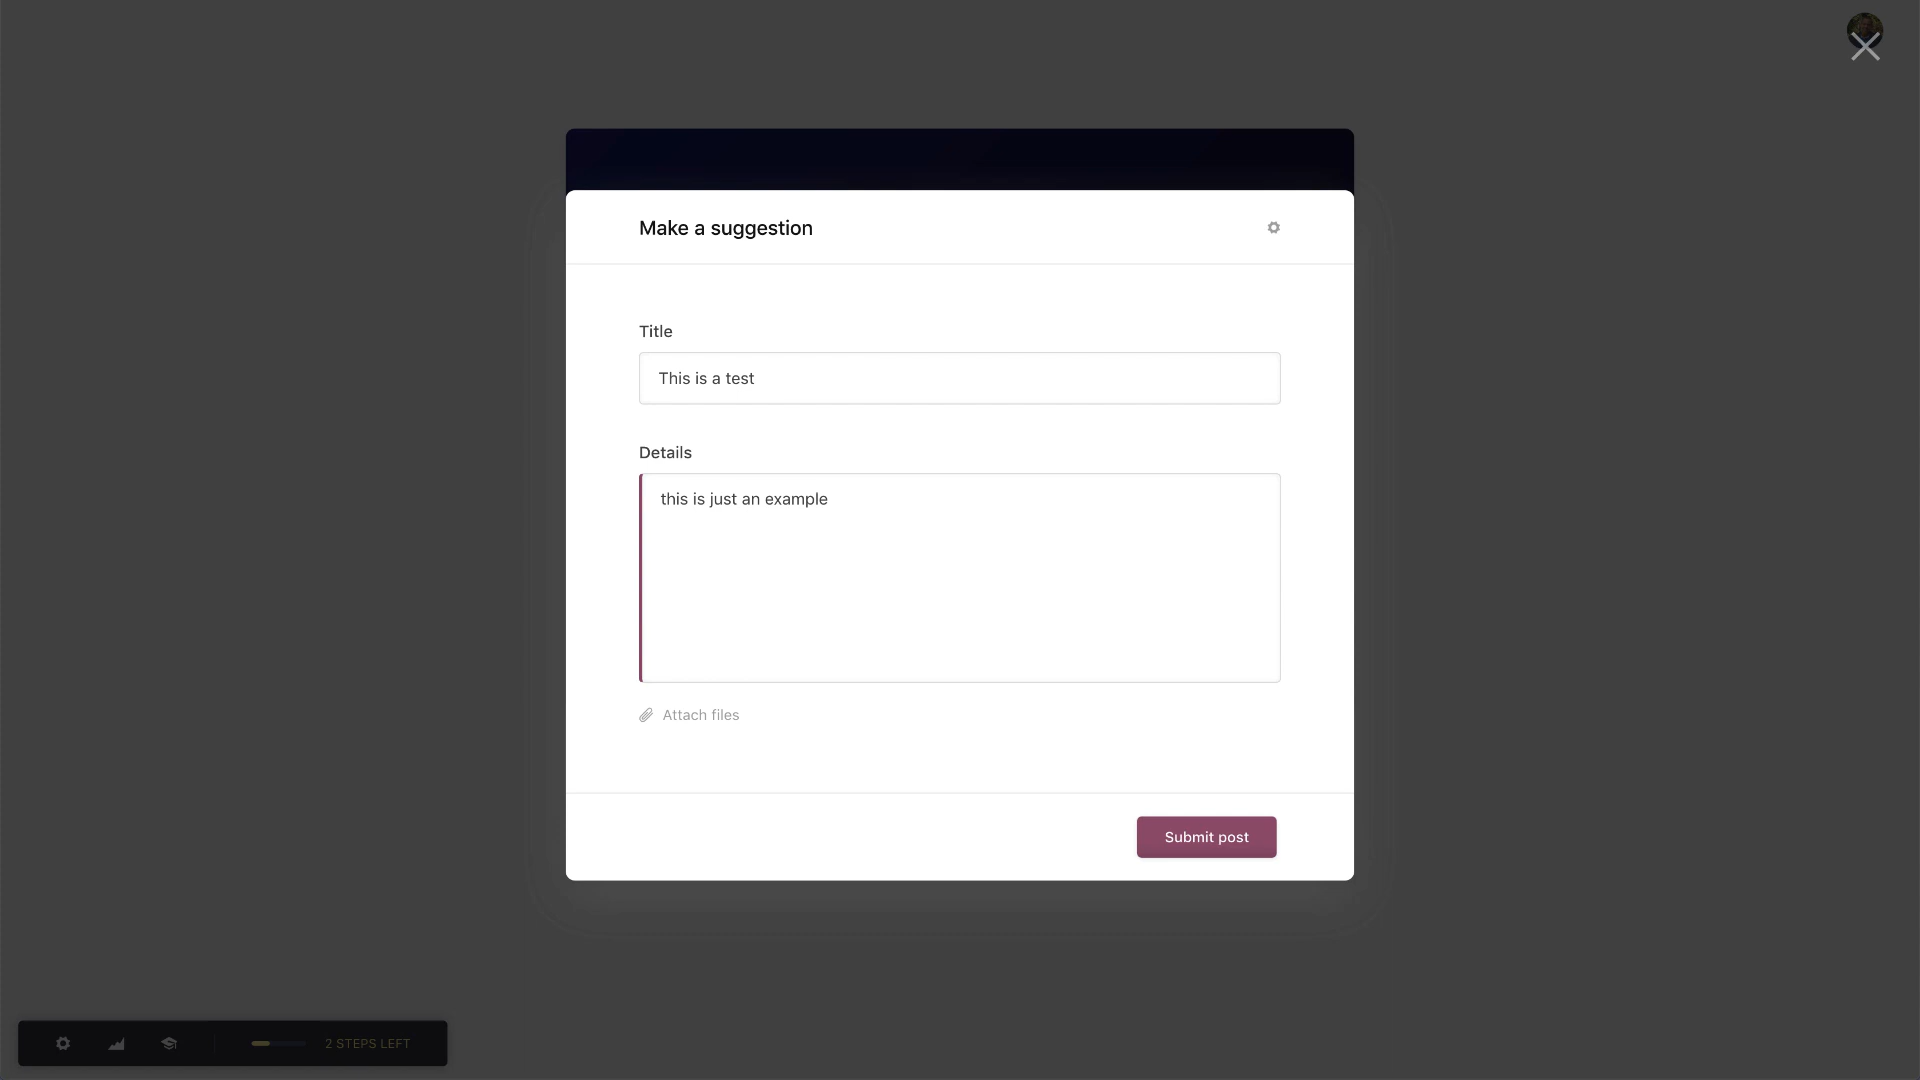 Make a suggestion
Title
This is a test
Details
this is just an example
Attach files
Submit post
2 STEPS LEFT